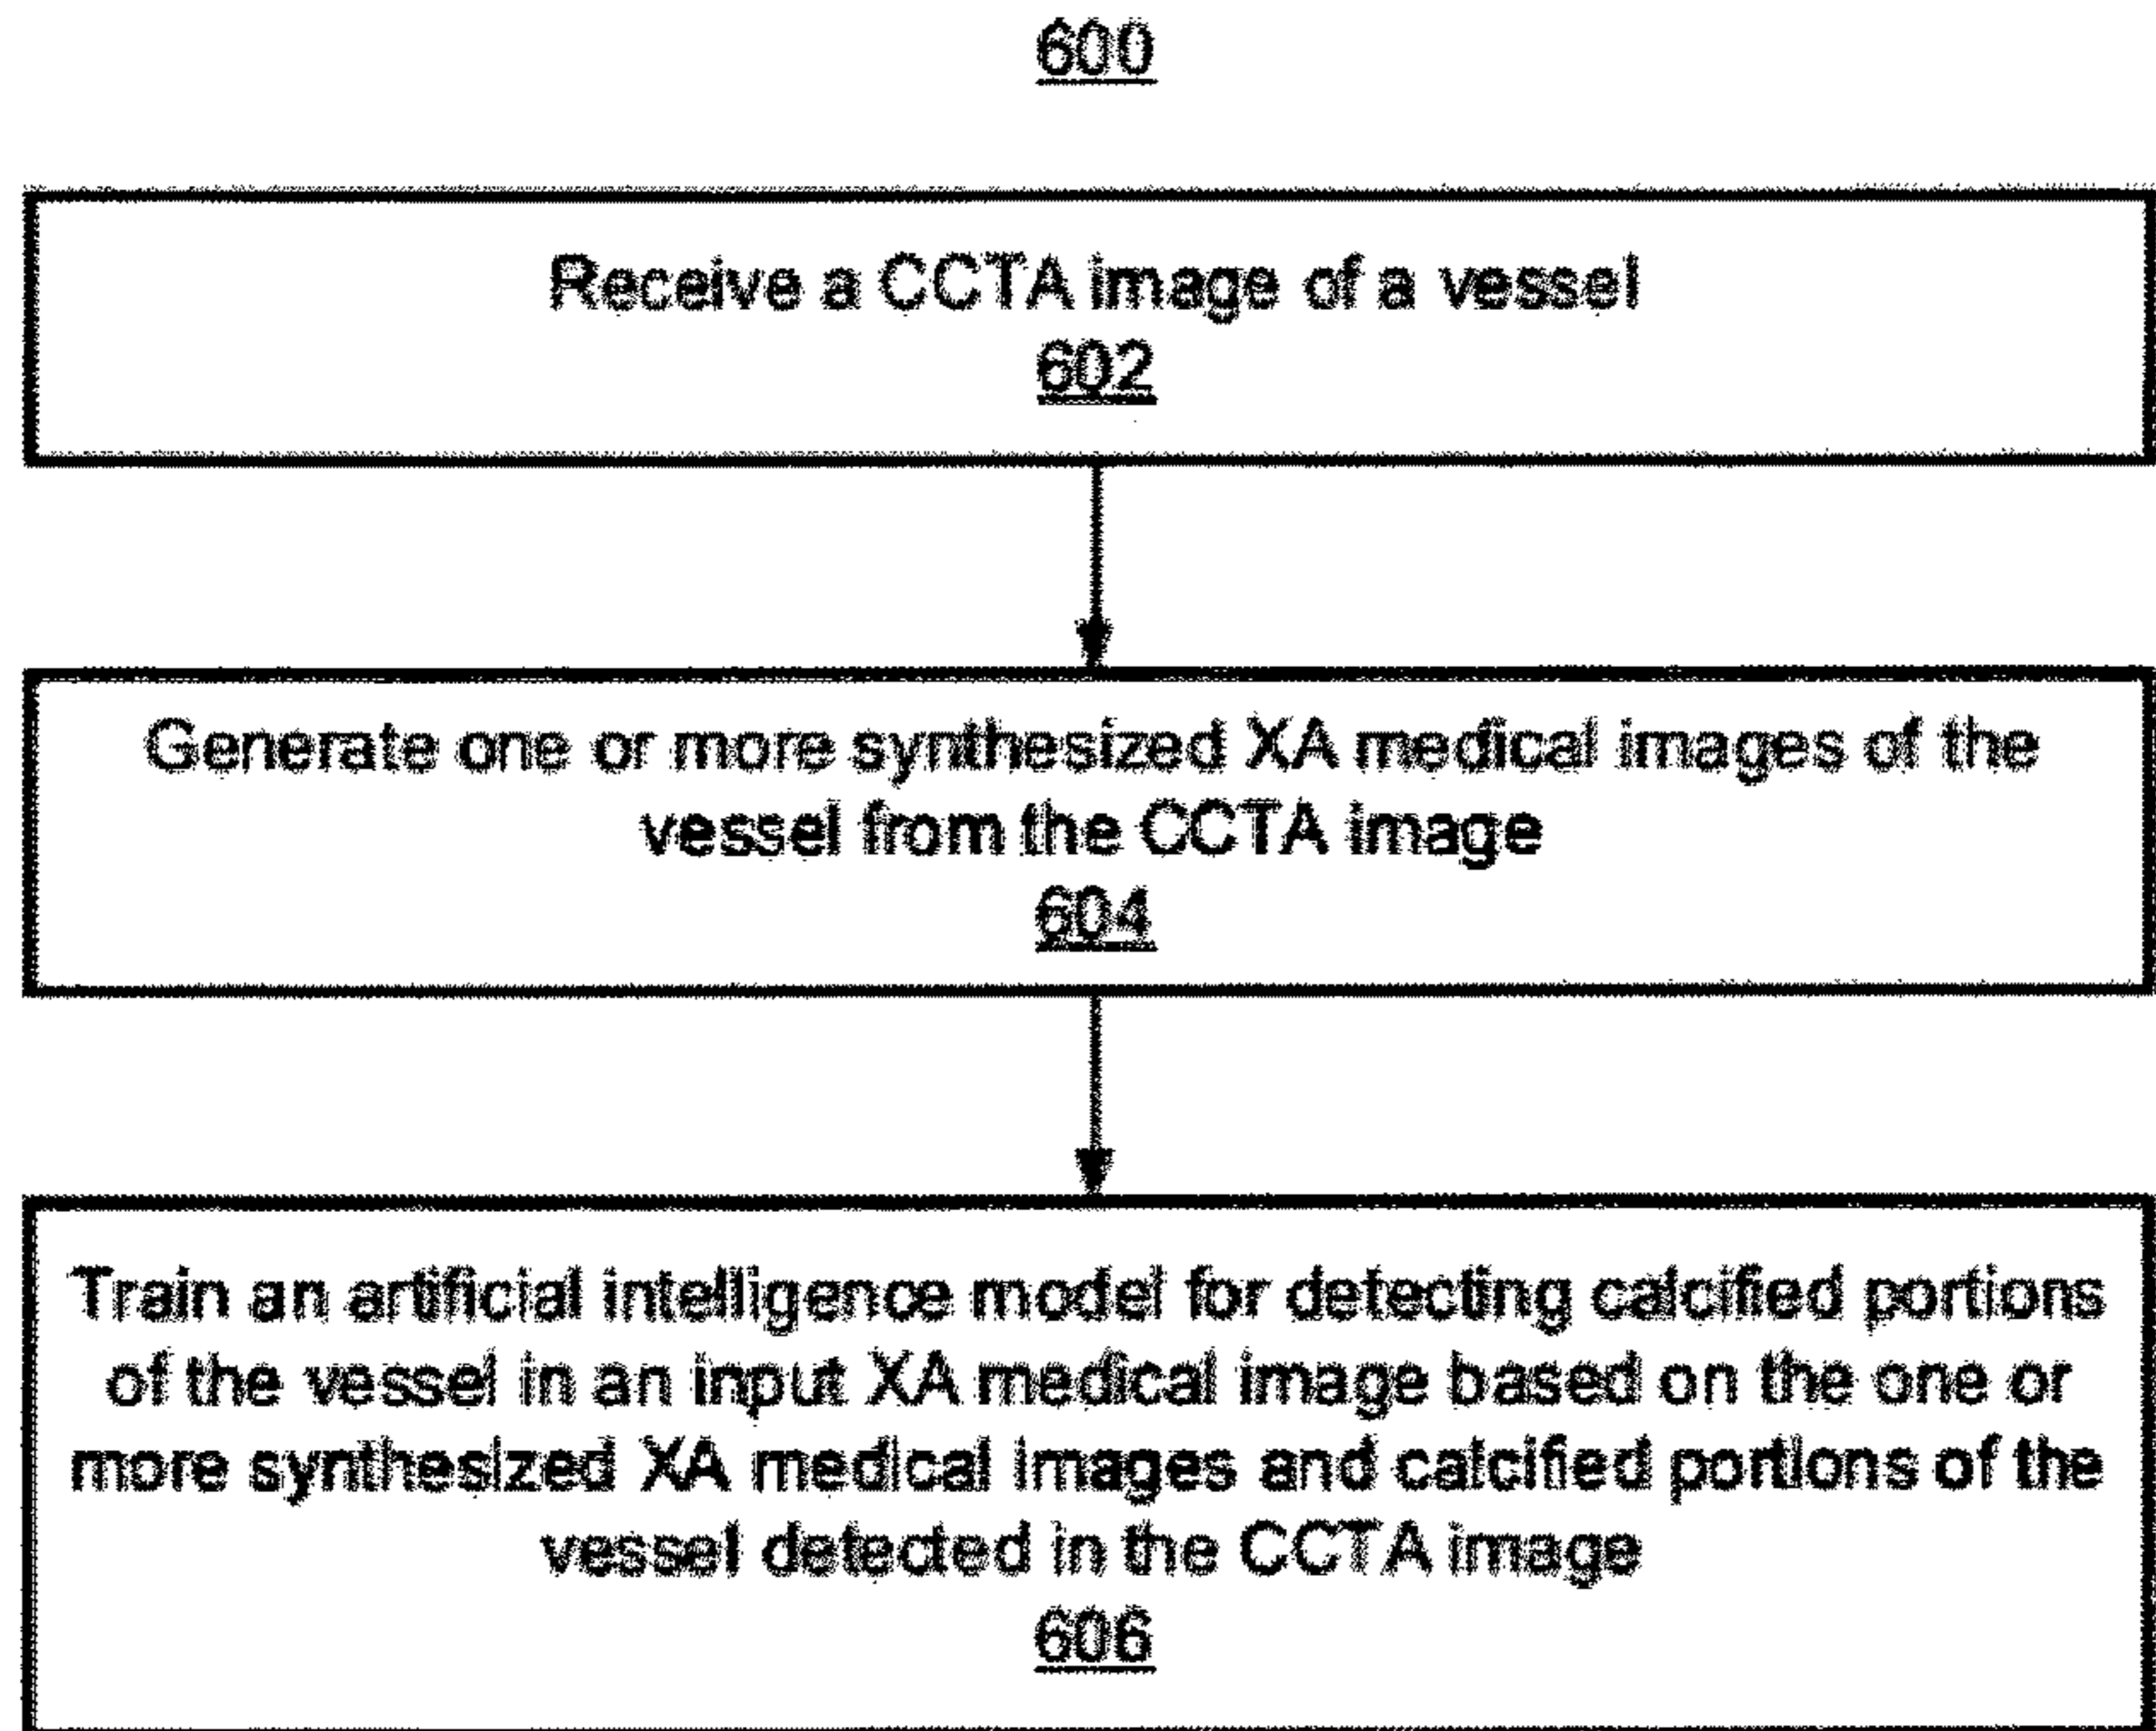 600
Receive a CCTA image of a vessel
602
Generate one or more synthesized XA medical images of the
vessel from the CCTA image
604
Train an artificial intelligence model for detecting calcified portions
of the vessel in an input XA medical image based on the one or
more synthesized XA medical images and calcified portions of the
vessel detected in the CCTA image
606